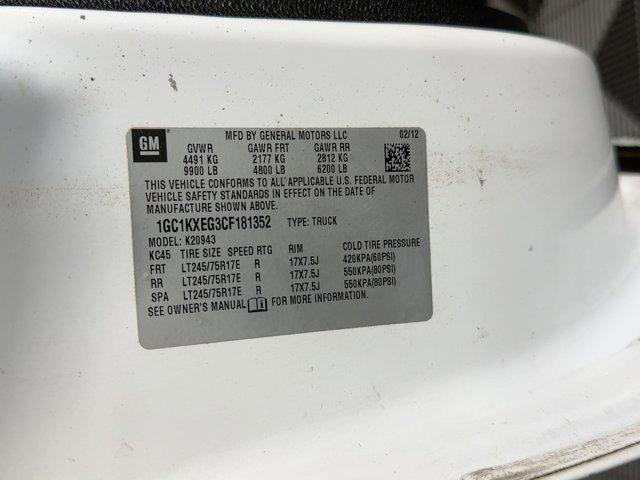 GM
MFD BY GENERAL MOTORS LLC 02/12
GVWR GAWR FRT GAWR RR
4491 KG 2177 KG 2812 KG
9900 LB 4800 LB 6200 LB
THIS VEHICLE CONFORMS TO ALL APPLICABLE U.S. FEDERAL MOTOR
VEHICLE SAFETY STANDARDS IN EFFECT ON THE DATE OF
MANUFACTURE SHOWN ABOVE.
1GC1KXEG3CF181352 TYPE: TRUCK
MODEL: K20943
KC45 TIRE SIZE SPEED RTG RIM COLD TIRE PRESSURE
FRT LT245/75R17E R 17X7.5J 420KPA(60PSI)
RR LT245/75R17E R 17X7.5J 550KPA(80PSI)
SPA LT245/75R17E R 17X7.5J 550KPA(80PSI)
SEE OWNER'S MANUAL FOR MORE INFORMATION.